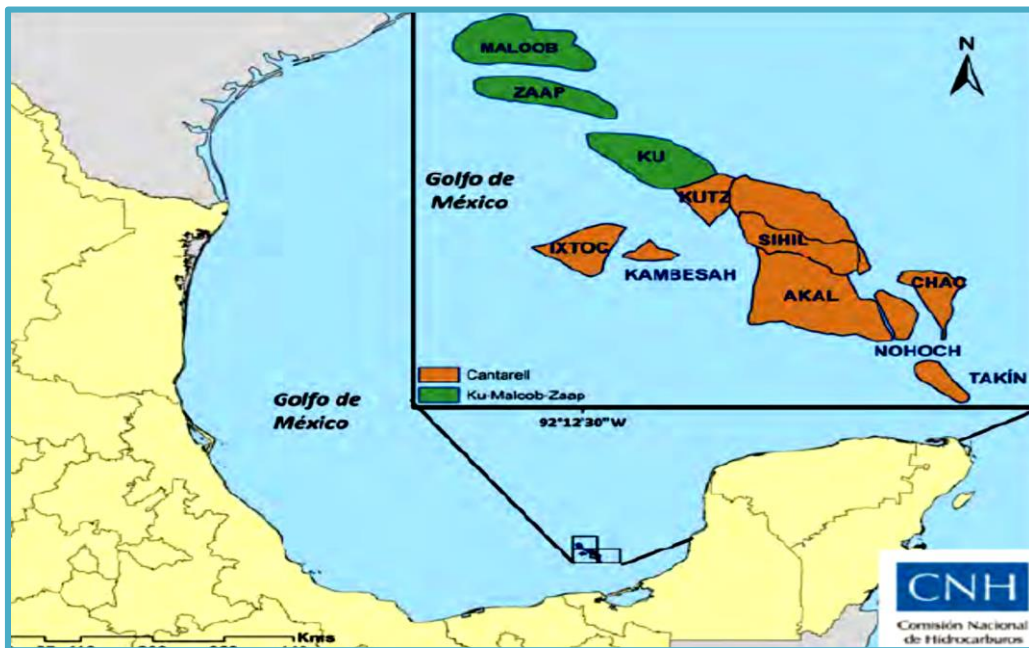 MALOOB
N
ZAAP
KU
Golfo de
México
KUTZ
IXTOC
SIHIL
KAMBESAH
CHAC
AKAL
NOHOCH
TAKÍN
Cantarell
Ku-Maloob-Zaap
92°12'30"W
Golfo de
México
CNH
Comisión Nacional
de Hidrocarburos
Kms